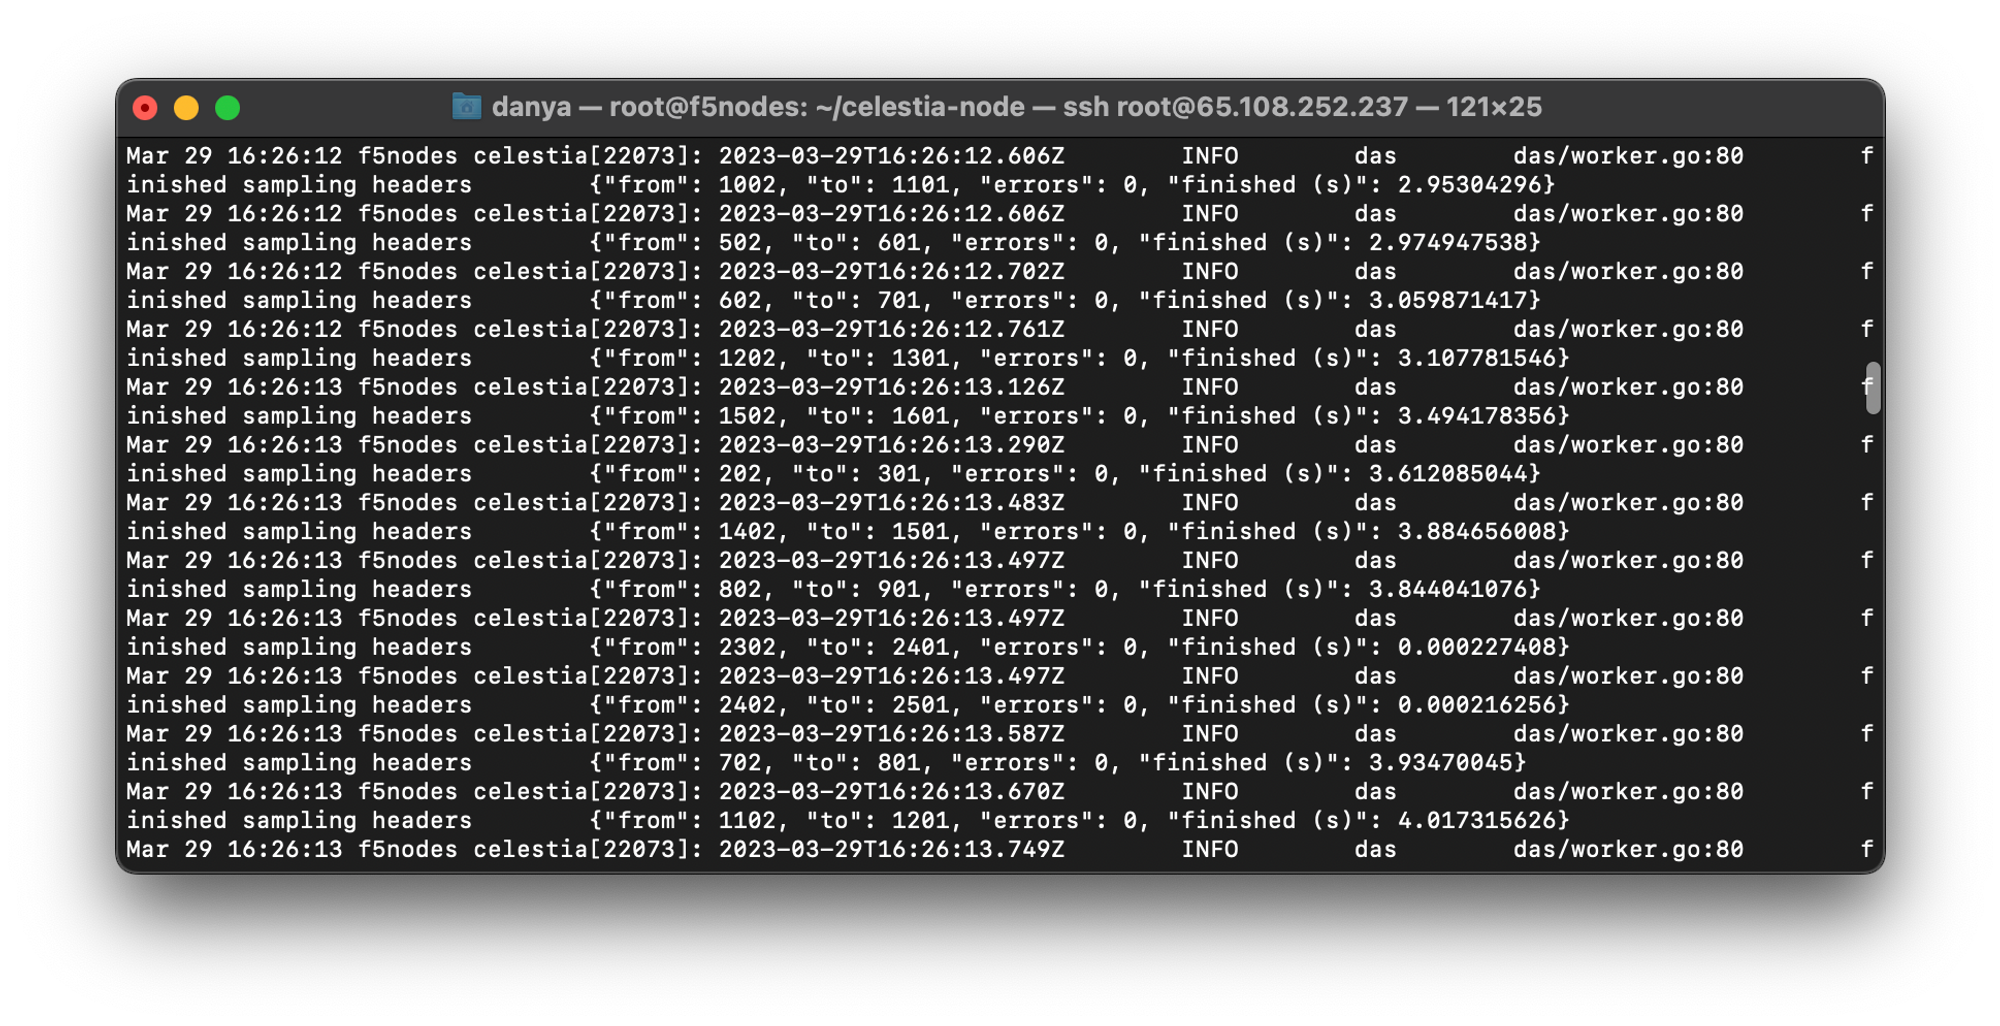 danya — root@f5nodes: ~/celestia-node — ssh root@65.108.252.237 — 121×25
Mar 29 16:26:12 f5nodes celestia[22073]: 2023-03-29T16:26:12.606Z        INFO        das        das/worker.go:80        f
inished sampling headers        {"from": 1002, "to": 1101, "errors": 0, "finished (s)": 2.95304296}
Mar 29 16:26:12 f5nodes celestia[22073]: 2023-03-29T16:26:12.606Z        INFO        das        das/worker.go:80        f
inished sampling headers        {"from": 502, "to": 601, "errors": 0, "finished (s)": 2.974947538}
Mar 29 16:26:12 f5nodes celestia[22073]: 2023-03-29T16:26:12.702Z        INFO        das        das/worker.go:80        f
inished sampling headers        {"from": 602, "to": 701, "errors": 0, "finished (s)": 3.059871417}
Mar 29 16:26:12 f5nodes celestia[22073]: 2023-03-29T16:26:12.761Z        INFO        das        das/worker.go:80        f
inished sampling headers        {"from": 1202, "to": 1301, "errors": 0, "finished (s)": 3.107781546}
Mar 29 16:26:13 f5nodes celestia[22073]: 2023-03-29T16:26:13.126Z        INFO        das        das/worker.go:80        f
inished sampling headers        {"from": 1502, "to": 1601, "errors": 0, "finished (s)": 3.494178356}
Mar 29 16:26:13 f5nodes celestia[22073]: 2023-03-29T16:26:13.290Z        INFO        das        das/worker.go:80        f
inished sampling headers        {"from": 202, "to": 301, "errors": 0, "finished (s)": 3.612085044}
Mar 29 16:26:13 f5nodes celestia[22073]: 2023-03-29T16:26:13.483Z        INFO        das        das/worker.go:80        f
inished sampling headers        {"from": 1402, "to": 1501, "errors": 0, "finished (s)": 3.884656008}
Mar 29 16:26:13 f5nodes celestia[22073]: 2023-03-29T16:26:13.497Z        INFO        das        das/worker.go:80        f
inished sampling headers        {"from": 802, "to": 901, "errors": 0, "finished (s)": 3.844041076}
Mar 29 16:26:13 f5nodes celestia[22073]: 2023-03-29T16:26:13.497Z        INFO        das        das/worker.go:80        f
inished sampling headers        {"from": 2302, "to": 2401, "errors": 0, "finished (s)": 0.000227408}
Mar 29 16:26:13 f5nodes celestia[22073]: 2023-03-29T16:26:13.497Z        INFO        das        das/worker.go:80        f
inished sampling headers        {"from": 2402, "to": 2501, "errors": 0, "finished (s)": 0.000216256}
Mar 29 16:26:13 f5nodes celestia[22073]: 2023-03-29T16:26:13.587Z        INFO        das        das/worker.go:80        f
inished sampling headers        {"from": 702, "to": 801, "errors": 0, "finished (s)": 3.93470045}
Mar 29 16:26:13 f5nodes celestia[22073]: 2023-03-29T16:26:13.670Z        INFO        das        das/worker.go:80        f
inished sampling headers        {"from": 1102, "to": 1201, "errors": 0, "finished (s)": 4.017315626}
Mar 29 16:26:13 f5nodes celestia[22073]: 2023-03-29T16:26:13.749Z        INFO        das        das/worker.go:80        f